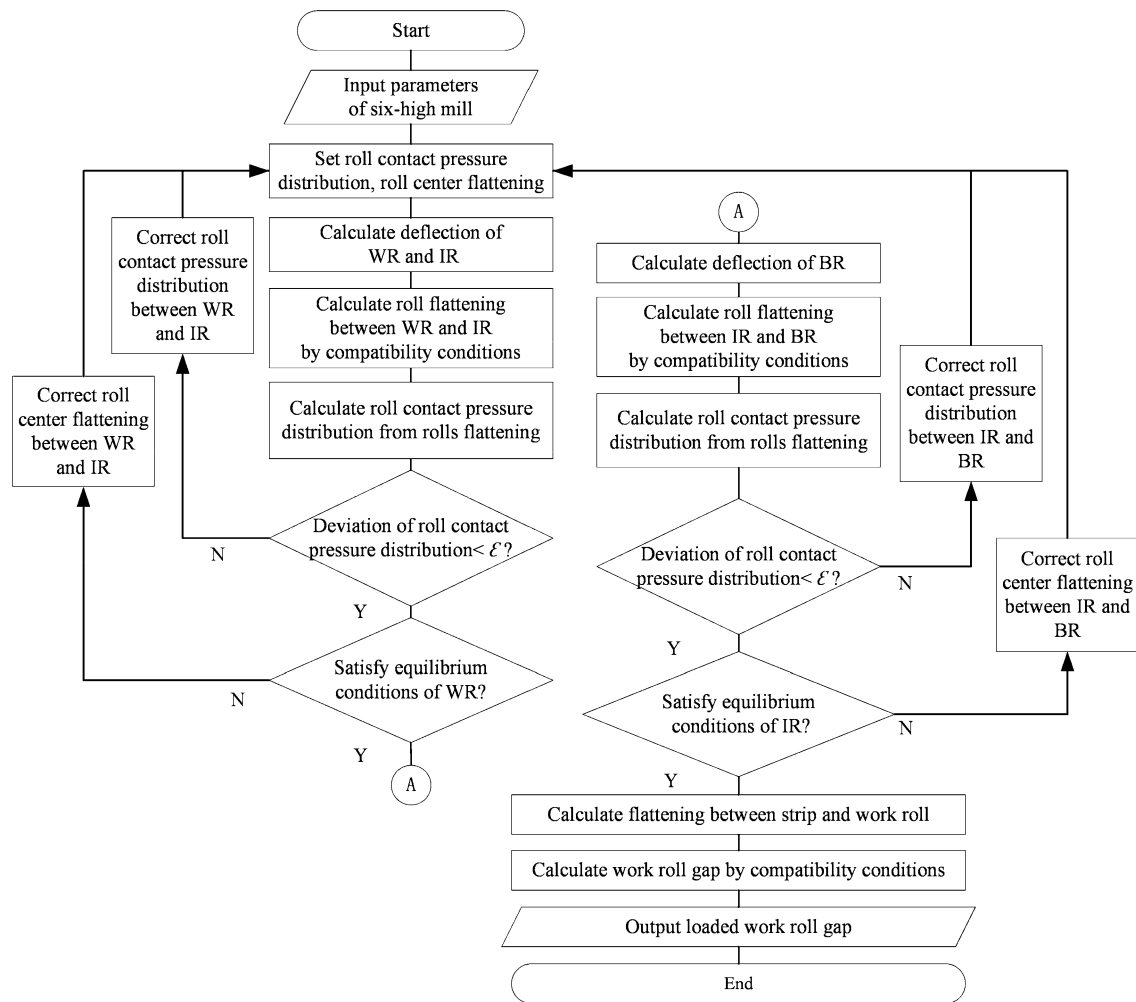 Start
Input parameters
of six-high mill
Set roll contact pressure
distribution, roll center flattening
Calculate deflection of
WR and IR
Calculate roll flattening
between WR and IR
by compatibility conditions
Calculate roll contact pressure
distribution from rolls flattening
Deviation of roll contact
pressure distribution< ℰ?
N
Y
Correct roll
contact pressure
distribution
between WR
and IR
Satisfy equilibrium
conditions of WR?
N
Y
Correct roll
center flattening
between WR
and IR
A
A
Calculate deflection of BR
Calculate roll flattening
between IR and BR
by compatibility conditions
Calculate roll contact pressure
distribution from rolls flattening
Deviation of roll contact
pressure distribution< ℰ?
N
Y
Correct roll
contact pressure
distribution
between IR and
BR
Satisfy equilibrium
conditions of IR?
N
Y
Correct roll
center flattening
between IR and
BR
Calculate flattening between strip and work roll
Calculate work roll gap by compatibility conditions
Output loaded work roll gap
End